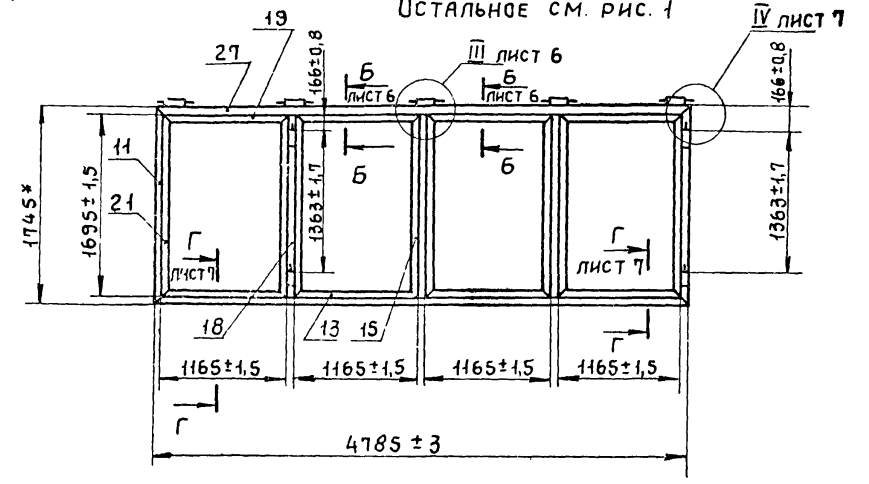 ОСТАЛЬНОЕ СМ. РИС. 1
19
III ЛИСТ 6
IV ЛИСТ 7
27
166±0,8
Б
ЛИСТ 6
Б
ЛИСТ 6
166±0,8
11
Б
Б
1745*
1695±1,5
21
1363±1,7
1363±1,7
Г
ЛИСТ 7
Г
ЛИСТ 7
18
13
15
Г
1165±1,5
1165±1,5
1165±1,5
1165±1,5
Г
4785±3